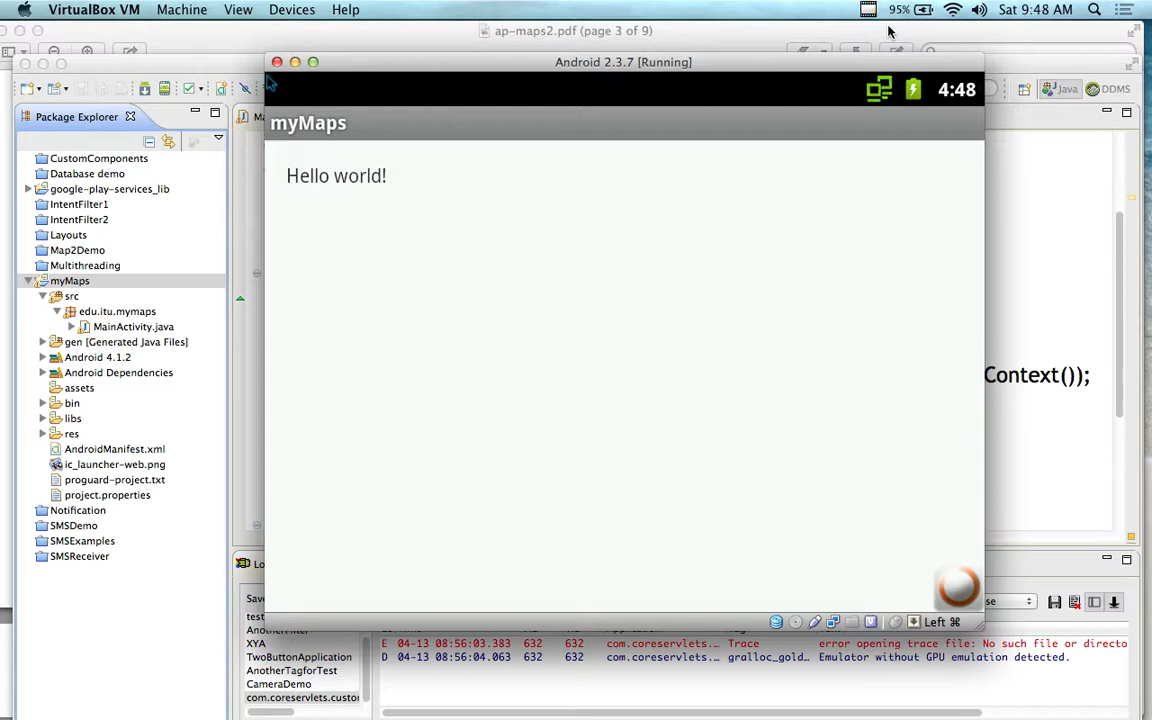 VirtualBox VM Machine View Devices Help 95% Sat 9:48 AM
ap-maps2.pdf (page 3 of 9)
Android 2.3.7 [Running]
4:48
Java DDMS
Package Explorer
myMaps
Hello world!
CustomComponents
Database demo
google-play-services_lib
IntentFilter1
IntentFilter2
Layouts
Map2Demo
Multithreading
myMaps
src
edu.itu.mymaps
MainActivity.java
gen [Generated Java Files]
Android 4.1.2
Android Dependencies
assets
bin
libs
res
AndroidManifest.xml
ic_launcher-web.png
proguard-project.txt
project.properties
Notification
SMSDemo
SMSExamples
SMSReceiver
Context());
Left ⌘
XYA
TwoButtonApplication
AnotherTagforTest
CameraDemo
com.coreservlets.custor
E 04-13 08:56:03.383 632 632 com.coreservlets.… Trace error opening trace file: No such file or directo
D 04-13 08:56:04.063 632 632 com.coreservlets.… gralloc_gold… Emulator without GPU emulation detected.